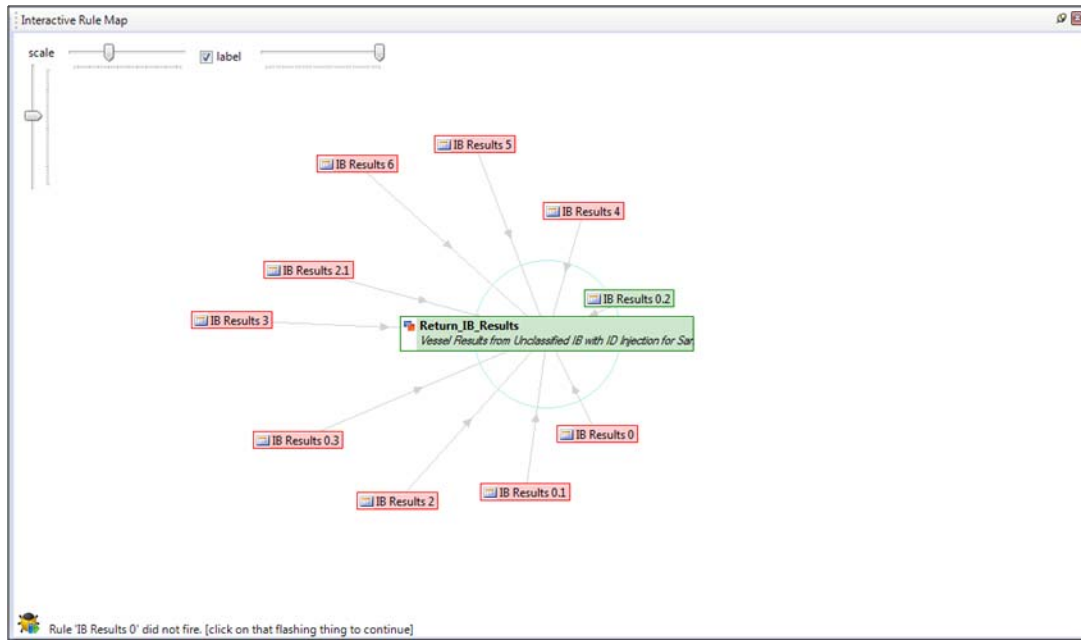 Interactive Rule Map
scale
label
IB Results 5
IB Results 6
IB Results 4
IB Results 2.1
IB Results 0.2
IB Results 3
Return_IB_Results
Vessel Results from Unclassified IB with ID Injection for Sar
IB Results 0.3
IB Results 0
IB Results 2
IB Results 0.1
Rule 'IB Results 0' did not fire. [click on that flashing thing to continue]